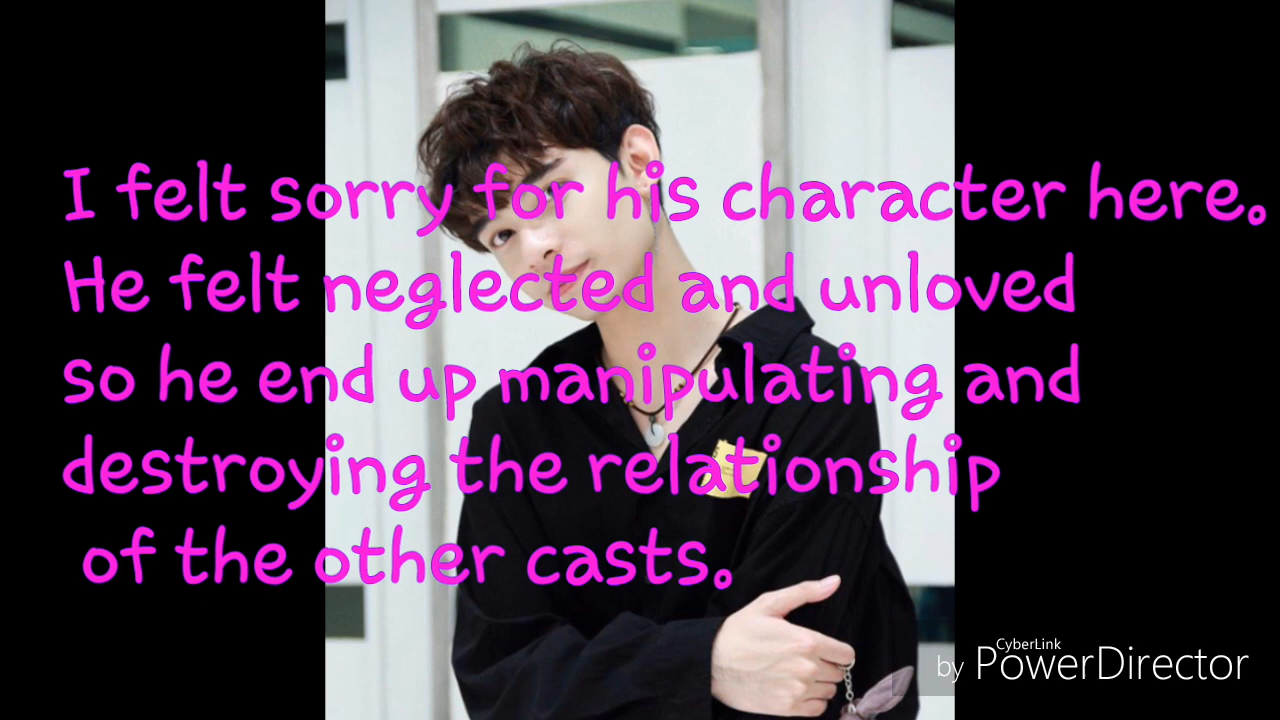 I felt sorry for his character here.
He felt neglected and unloved
so he end up manipulating and
destroying the relationship
of the other casts.
CyberLink
by PowerDirector